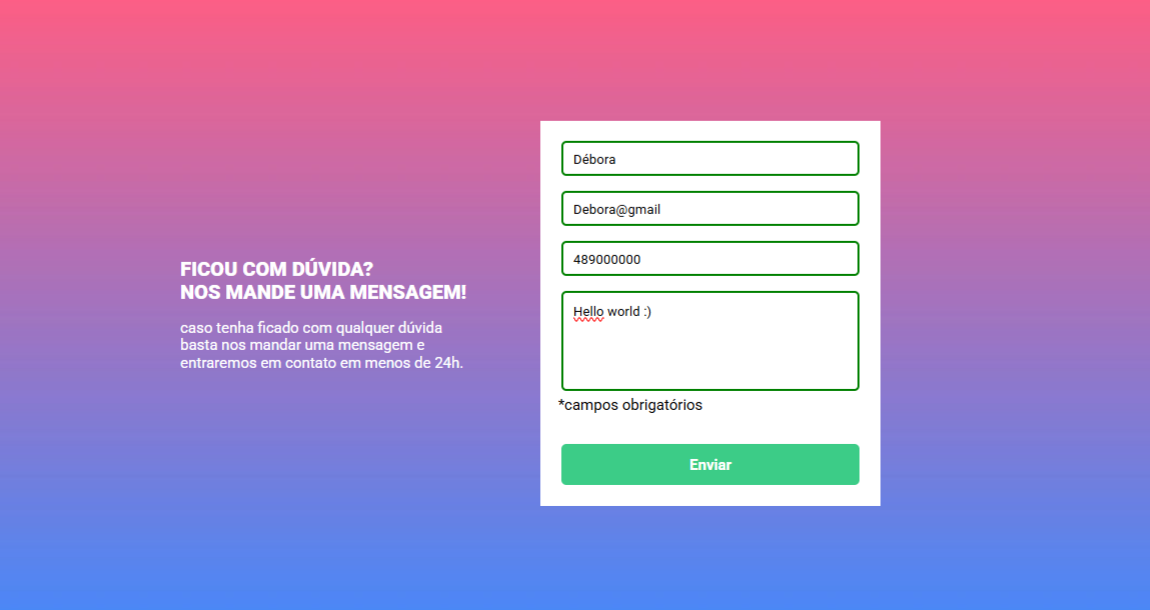 FICOU COM DÚVIDA?
NOS MANDE UMA MENSAGEM!
caso tenha ficado com qualquer dúvida
basta nos mandar uma mensagem e
entraremos em contato em menos de 24h.
Débora
Debora@gmail
489000000
Hello world :)
*campos obrigatórios
Enviar